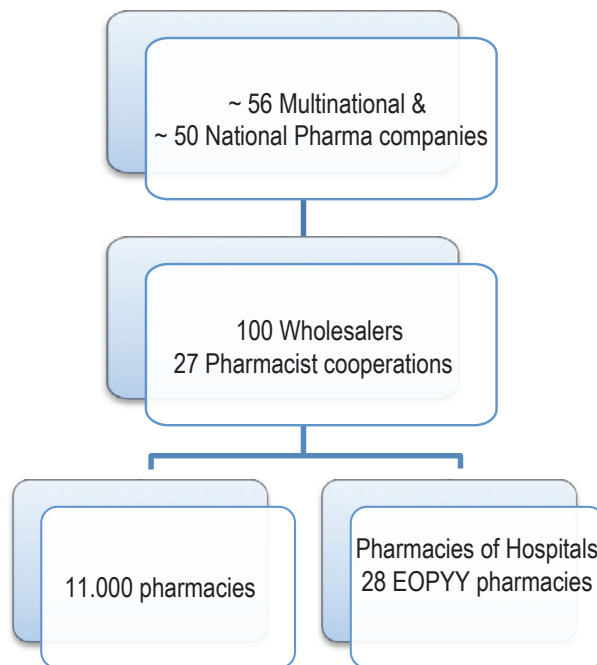 ~ 56 Multinational &
~ 50 National Pharma companies
100 Wholesalers
27 Pharmacist cooperations
11.000 pharmacies
Pharmacies of Hospitals
28 EOPYY pharmacies